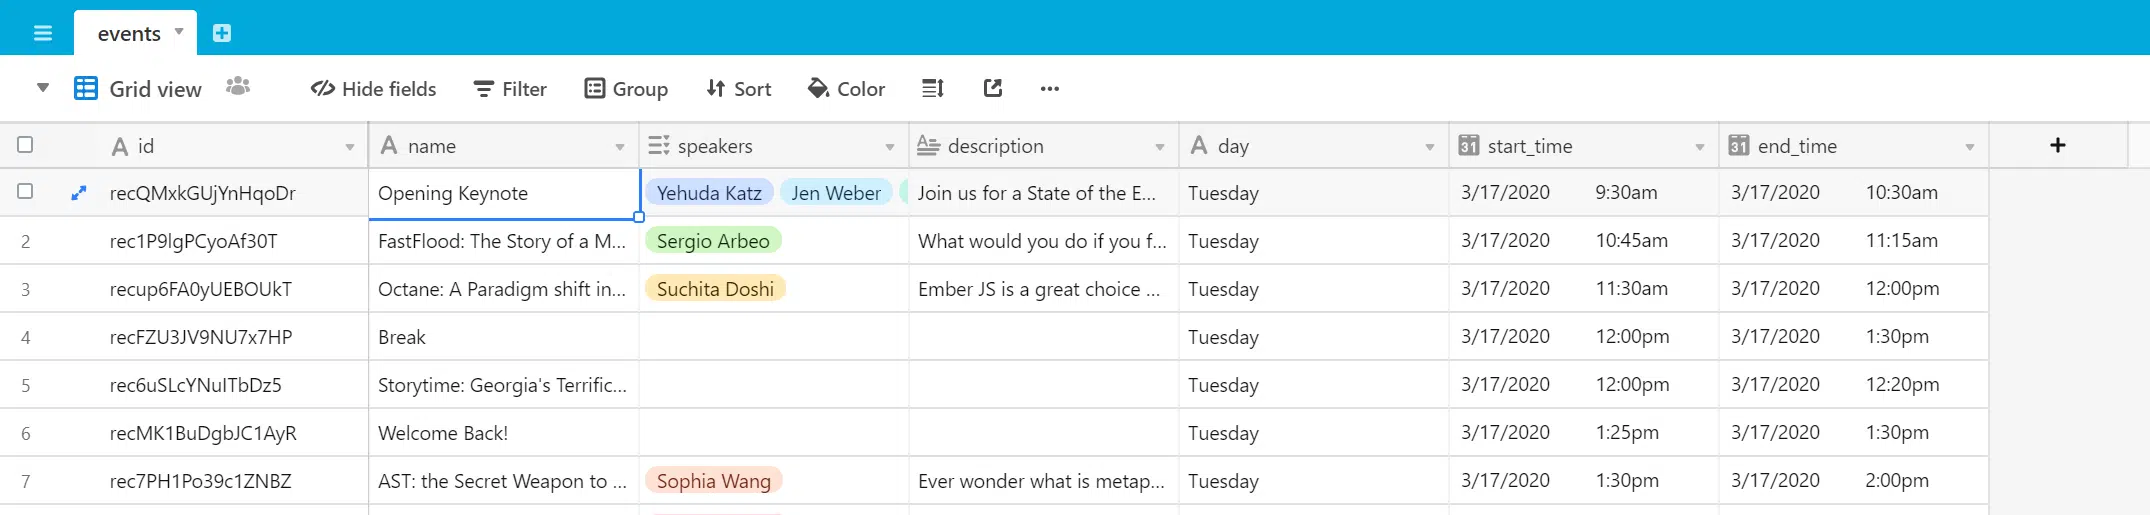 events
Grid view Hide fields Filter Group Sort Color
id name speakers description day start_time end_time
recQMxkGUjYnHqoDr Opening Keynote Yehuda Katz Jen Weber Join us for a State of the E... Tuesday 3/17/2020 9:30am 3/17/2020 10:30am
2 rec1P9lgPCyoAf30T FastFlood: The Story of a M... Sergio Arbeo What would you do if you f... Tuesday 3/17/2020 10:45am 3/17/2020 11:15am
3 recup6FA0yUEBOUkT Octane: A Paradigm shift in... Suchita Doshi Ember JS is a great choice ... Tuesday 3/17/2020 11:30am 3/17/2020 12:00pm
4 recFZU3JV9NU7x7HP Break Tuesday 3/17/2020 12:00pm 3/17/2020 1:30pm
5 rec6uSLcYNuITbDz5 Storytime: Georgia's Terrific... Tuesday 3/17/2020 12:00pm 3/17/2020 12:20pm
6 recMK1BuDgbJC1AyR Welcome Back! Tuesday 3/17/2020 1:25pm 3/17/2020 1:30pm
7 rec7PH1Po39c1ZNBZ AST: the Secret Weapon to ... Sophia Wang Ever wonder what is metap... Tuesday 3/17/2020 1:30pm 3/17/2020 2:00pm